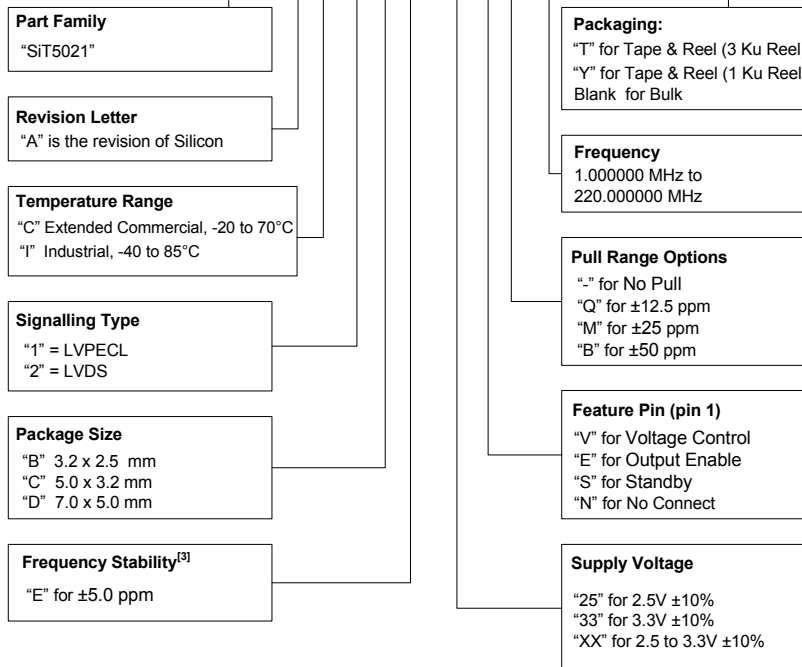 Part Family
“SiT5021”
Revision Letter
“A” is the revision of Silicon
Temperature Range
“C” Extended Commercial, -20 to 70°C
“I” Industrial, -40 to 85°C
Signalling Type
“1” = LVPECL
“2” = LVDS
Package Size
“B” 3.2 x 2.5 mm
“C” 5.0 x 3.2 mm
“D” 7.0 x 5.0 mm
Frequency Stability[3]
“E” for ±5.0 ppm
Packaging:
“T” for Tape & Reel (3 Ku Reel
“Y” for Tape & Reel (1 Ku Reel
Blank for Bulk
Frequency
1.000000 MHz to
220.000000 MHz
Pull Range Options
“-” for No Pull
“Q” for ±12.5 ppm
“M” for ±25 ppm
“B” for ±50 ppm
Feature Pin (pin 1)
“V” for Voltage Control
“E” for Output Enable
“S” for Standby
“N” for No Connect
Supply Voltage
“25” for 2.5V ±10%
“33” for 3.3V ±10%
“XX” for 2.5 to 3.3V ±10%